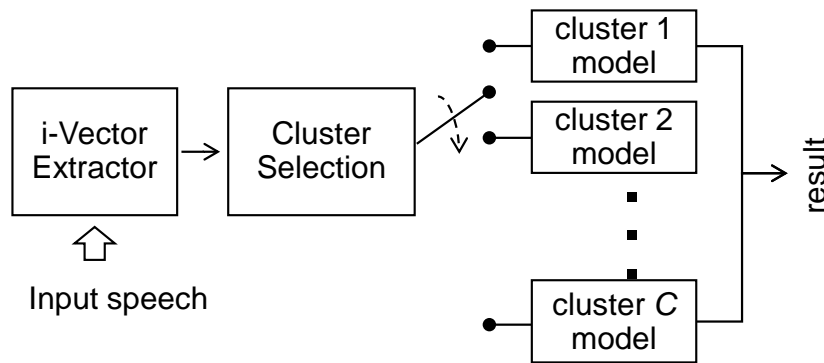 i-Vector
Extractor
Input speech
Cluster
Selection
cluster 1
model
cluster 2
model
cluster C
model
result